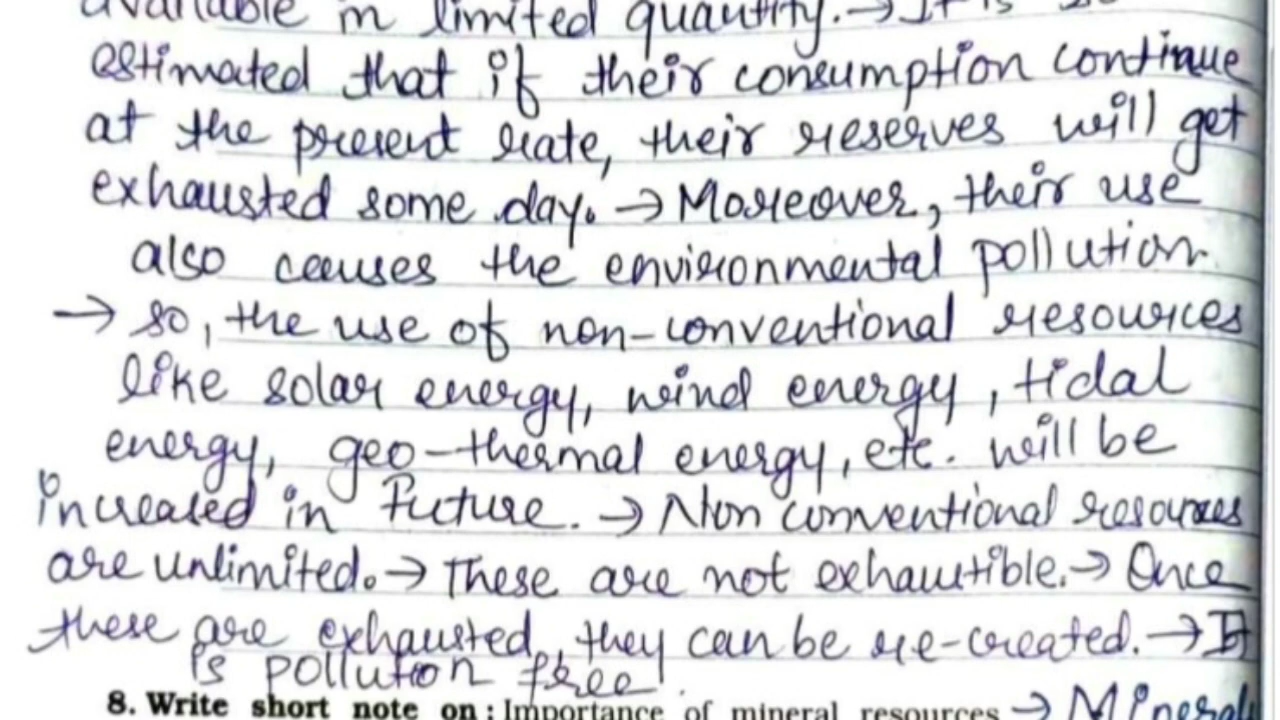 available in limited quantity. → It is so
estimated that if their consumption continue
at the present rate, their reserves will get
exhausted some day. → Moreover, their use
also causes the environmental pollution.
→ so, the use of non-conventional resources
like solar energy, wind energy, tidal
energy, geo-thermal energy, etc. will be
increased in future. → Non conventional resources
are unlimited. → These are not exhaustible. → Once
these are exhausted, they can be re-created. → It
is pollution free.
8. Write short note on : Importance of mineral resources → Minerals